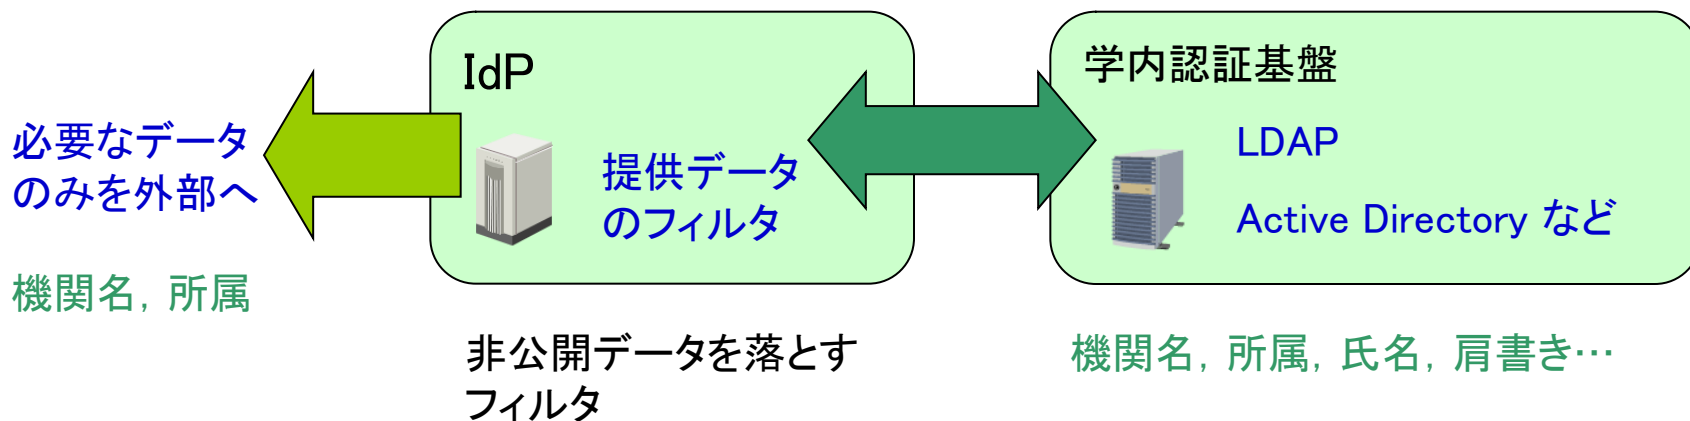 必要なデータ
のみを外部へ
機関名，所属
IdP
提供データ
のフィルタ
非公開データを落とす
フィルタ
学内認証基盤
LDAP
Active Directory など
機関名，所属，氏名，肩書き…